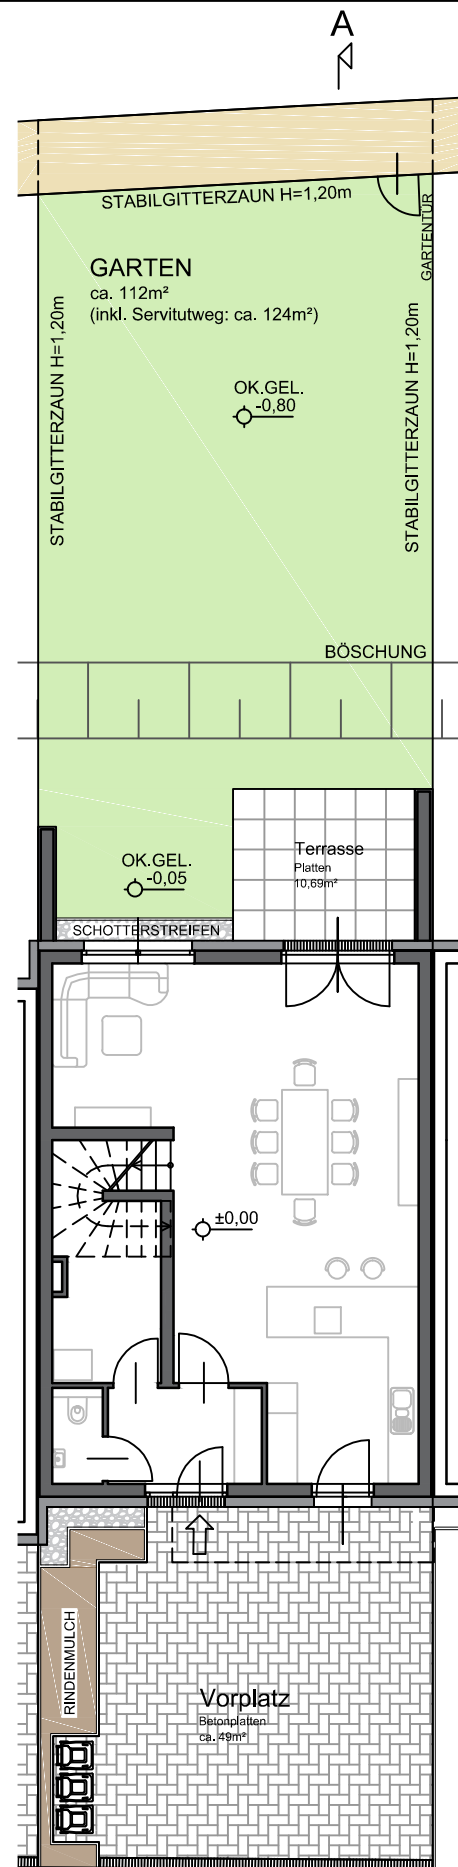 A
STABILGITTERZAUN H=1,20m
GARTENTÜR
GARTEN
ca. 112m²
(inkl. Servitutweg: ca. 124m²)
STABILGITTERZAUN H=1,20m
STABILGITTERZAUN H=1,20m
OK.GEL.
-0,80
BÖSCHUNG
Terrasse
Platten
10,69m²
OK.GEL.
-0,05
SCHOTTERSTREIFEN
±0,00
RINDENMULCH
Vorplatz
Betonplatten
ca. 49m²